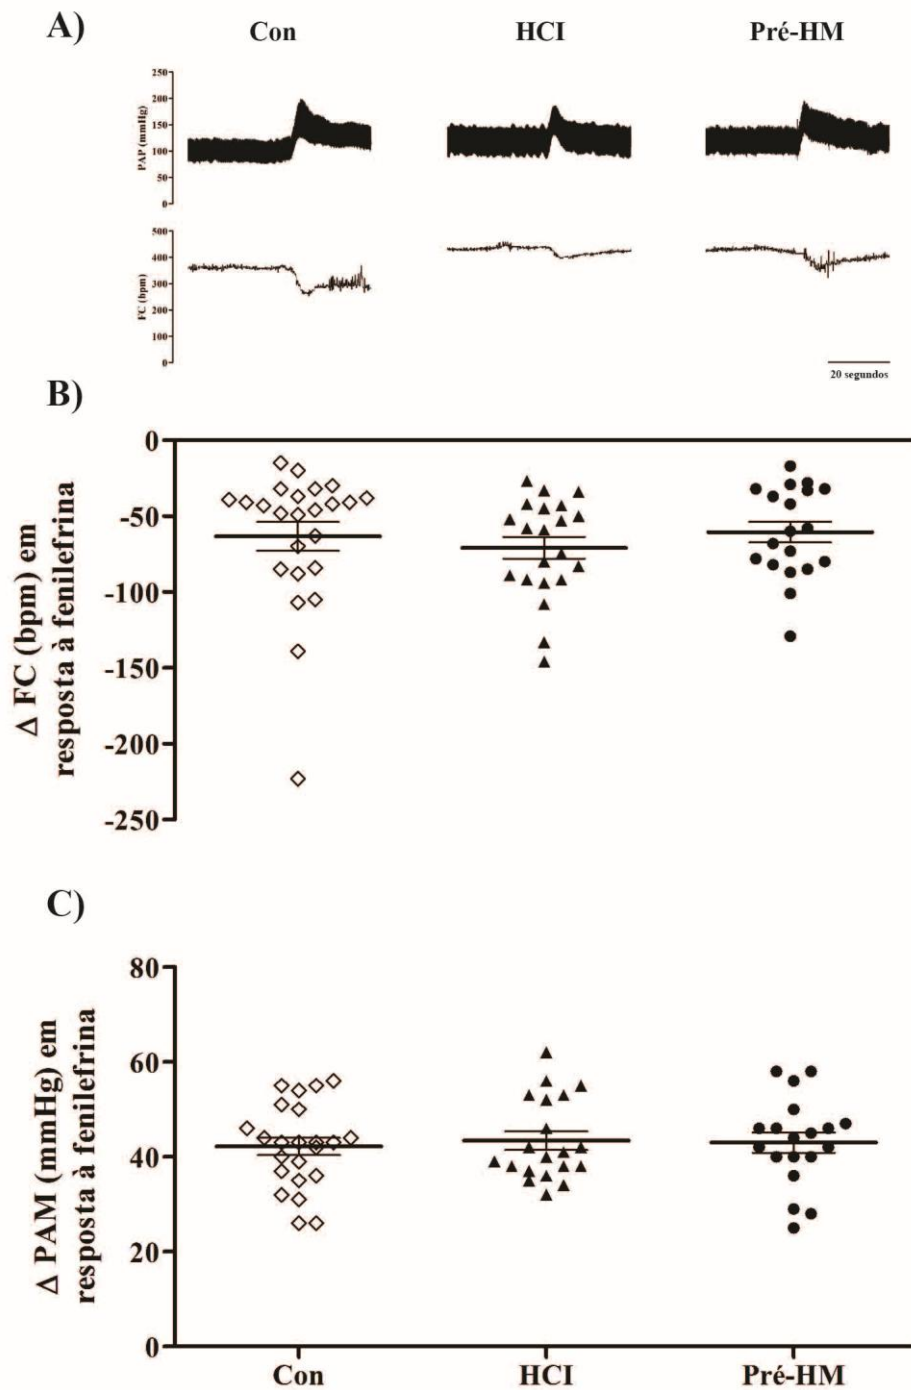 A)
Con HCI Pré-HM
PAP (mmHg)
250
200
150
100
50
0
FC (bpm)
500
400
300
200
100
0
20 segundos
B)
Δ FC (bpm) em
resposta à fenilefrina
0
-50
-100
-150
-200
-250
C)
Δ PAM (mmHg) em
resposta à fenilefrina
80
60
40
20
0
Con HCI Pré-HM